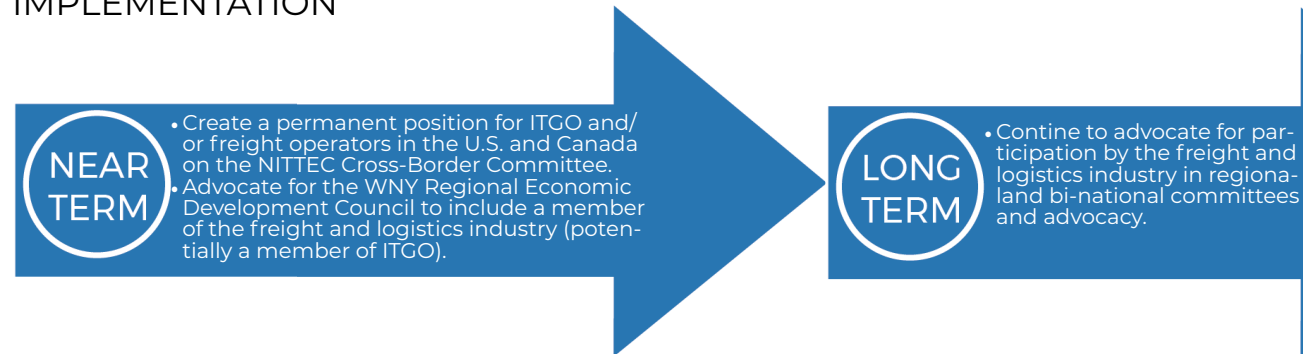 IMPLEMENTATION
NEAR
TERM
• Create a permanent position for ITGO and/
or freight operators in the U.S. and Canada
on the NITTEC Cross-Border Committee.
• Advocate for the WNY Regional Economic
Development Council to include a member
of the freight and logistics industry (poten-
tially a member of ITGO).
LONG
TERM
• Contine to advocate for par-
ticipation by the freight and
logistics industry in regiona-
land bi-national committees
and advocacy.